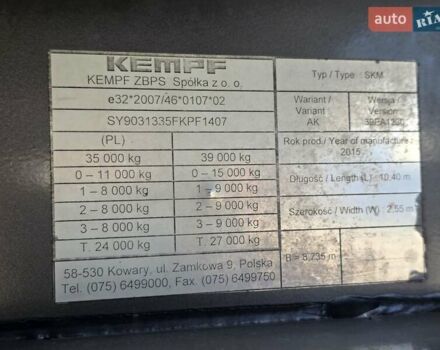 auto RIA
KEMPF
KEMPF ZBPS Spółka z o. o.
e32*2007/46*0107*02
SY9031335FKPF1407
(PL)
35 000 kg 39 000 kg
0 – 11 000 kg 0 – 15 000 kg
1 – 8 000 kg 1 – 9 000 kg
2 – 8 000 kg 2 – 9 000 kg
3 – 8 000 kg 3 – 9 000 kg
T. 24 000 kg T. 27 000 kg
58-530 Kowary, ul. Zamkowa 9, Polska
Tel. (075) 6499000, Fax. (075) 6499750
Typ / Type SKM
Wariant / Wersja /
Variant Version
AK
Rok prod./ Year of manufacture :
2015
Długość / Length (L) 10,40 m
Szerokość / Width (W) 2,55 m
B = 8,735 m